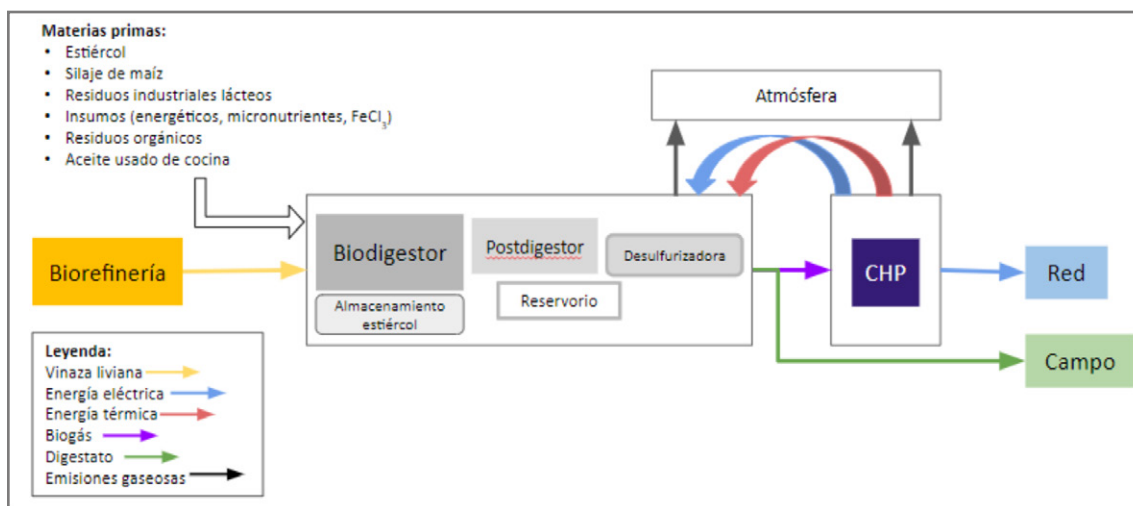 Materias primas:
• Estiércol
• Silaje de maíz
• Residuos industriales lácteos
• Insumos (energéticos, micronutrientes, FeCl3)
• Residuos orgánicos
• Aceite usado de cocina
Atmósfera
Biorefinería
Biodigestor
Almacenamiento
estiércol
Postdigestor
Reservorio
Desulfurizadora
CHP
Red
Campo
Leyenda:
Vinaza liviana
Energía eléctrica
Energía térmica
Biogás
Digestato
Emisiones gaseosas